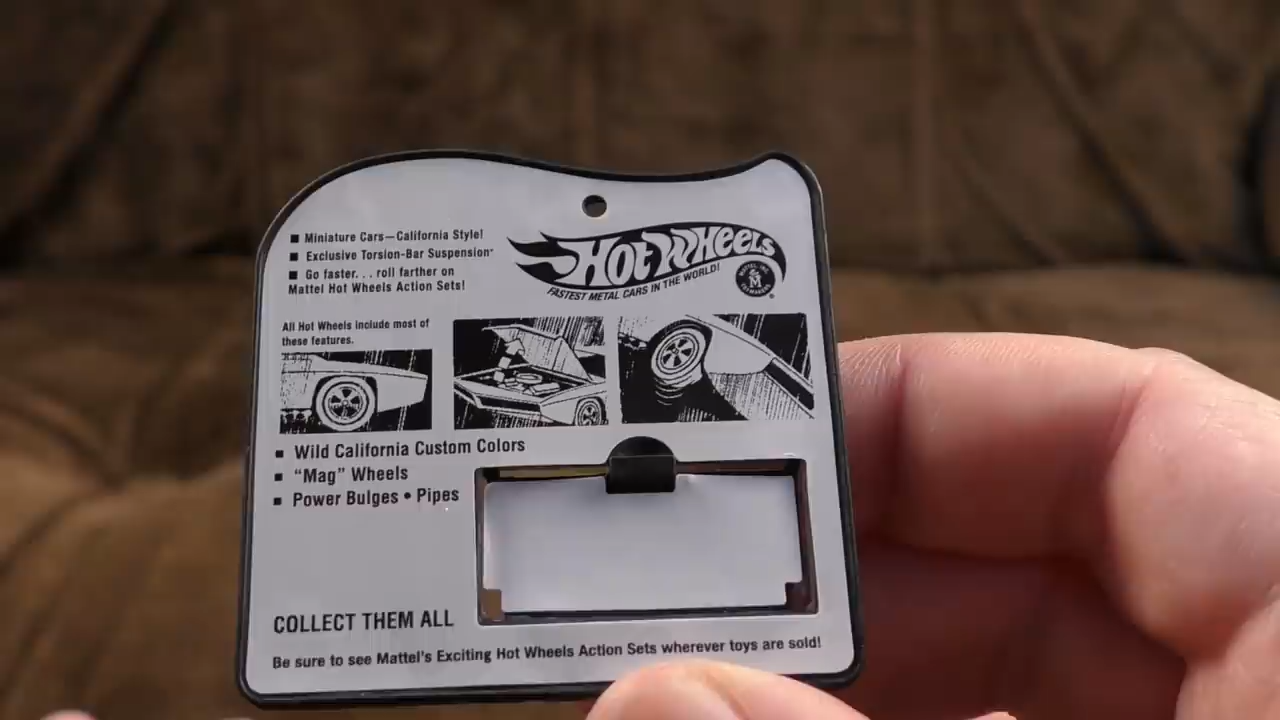 ■ Miniature Cars—California Style!
■ Exclusive Torsion-Bar Suspension*
■ Go faster. . . roll farther on
Mattel Hot Wheels Action Sets!
HOT WHEELS
FASTEST METAL CARS IN THE WORLD!
MATTEL, INC.
M
TOYMAKERS
®
All Hot Wheels include most of
these features.
■ Wild California Custom Colors
■ “Mag” Wheels
■ Power Bulges • Pipes
COLLECT THEM ALL
Be sure to see Mattel's Exciting Hot Wheels Action Sets wherever toys are sold!